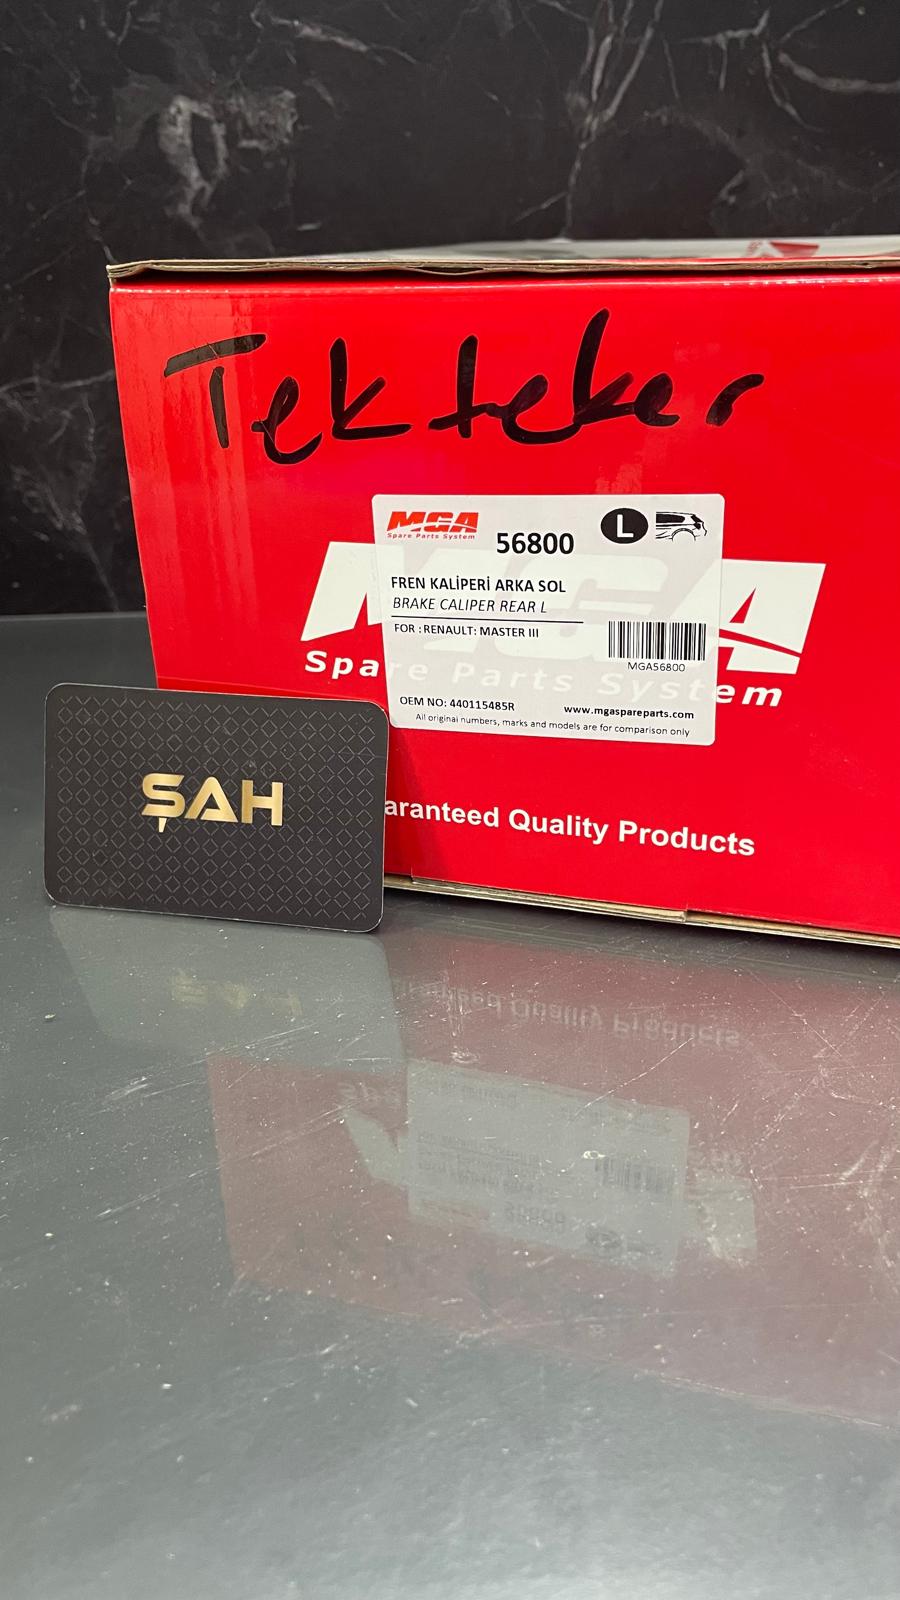 Tek teker
MGA
Spare Parts System
56800
L
FREN KALİPERİ ARKA SOL
BRAKE CALIPER REAR L
FOR : RENAULT: MASTER III
MGA56800
OEM NO: 440115485R
www.mgaspareparts.com
All original numbers, marks and models are for comparison only
MGA
Spare Parts System
aranteed Quality Products
ŞAH